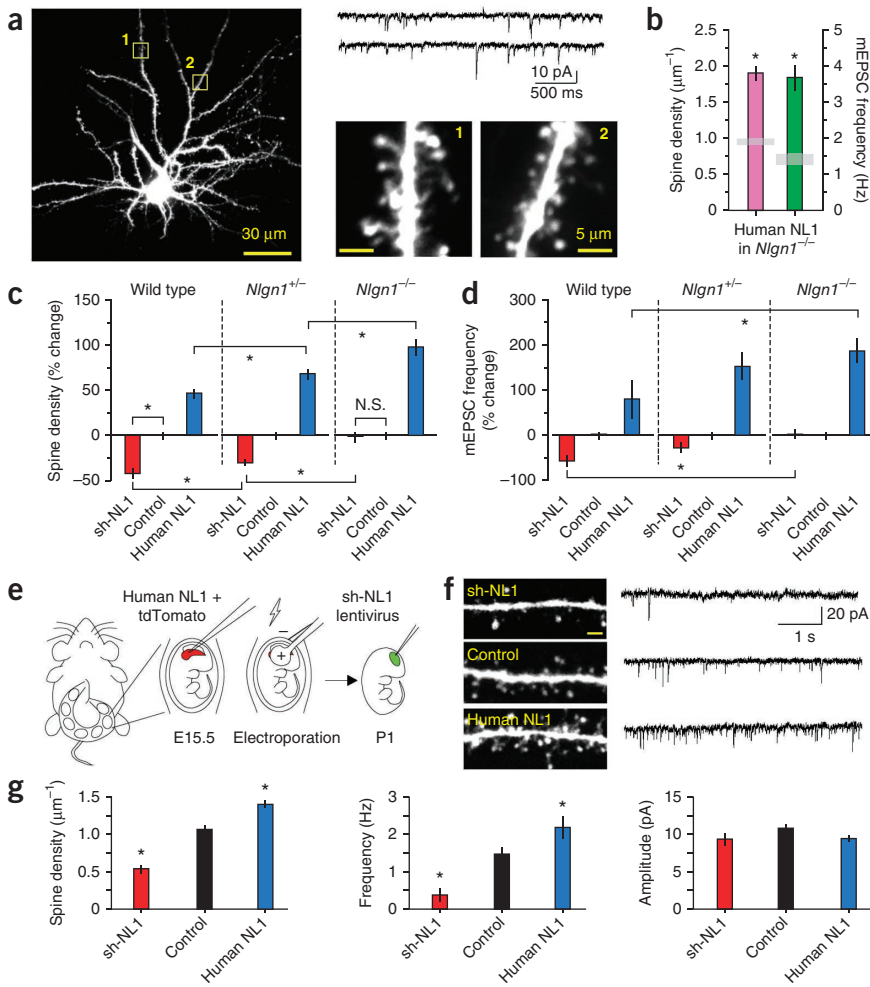 a
1
2
30 μm
10 pA
500 ms
1
2
5 μm
b
Spine density (μm⁻¹)
2.5
2.0
1.5
1.0
0.5
0
* *
5
4
3
2
1
0
mEPSC frequency (Hz)
Human NL1
in Nlgn1⁻/⁻
c
Wild type Nlgn1⁺/⁻ Nlgn1⁻/⁻
Spine density (% change)
150
100
50
0
−50
*
*
*
N.S.
*
*
sh-NL1 Control Human NL1 sh-NL1 Control Human NL1 sh-NL1 Control Human NL1
d
Wild type Nlgn1⁺/⁻ Nlgn1⁻/⁻
mEPSC frequency
(% change)
300
200
100
0
−100
*
*
sh-NL1 Control Human NL1 sh-NL1 Control Human NL1 sh-NL1 Control Human NL1
e
Human NL1 +
tdTomato
sh-NL1
lentivirus
−
+
E15.5 Electroporation P1
f
sh-NL1
Control
Human NL1
20 pA
1 s
g
Spine density (μm⁻¹)
1.5
1.0
0.5
0
*
*
sh-NL1 Control Human NL1
Frequency (Hz)
3
2
1
0
*
*
sh-NL1 Control Human NL1
Amplitude (pA)
15
10
5
0
sh-NL1 Control Human NL1